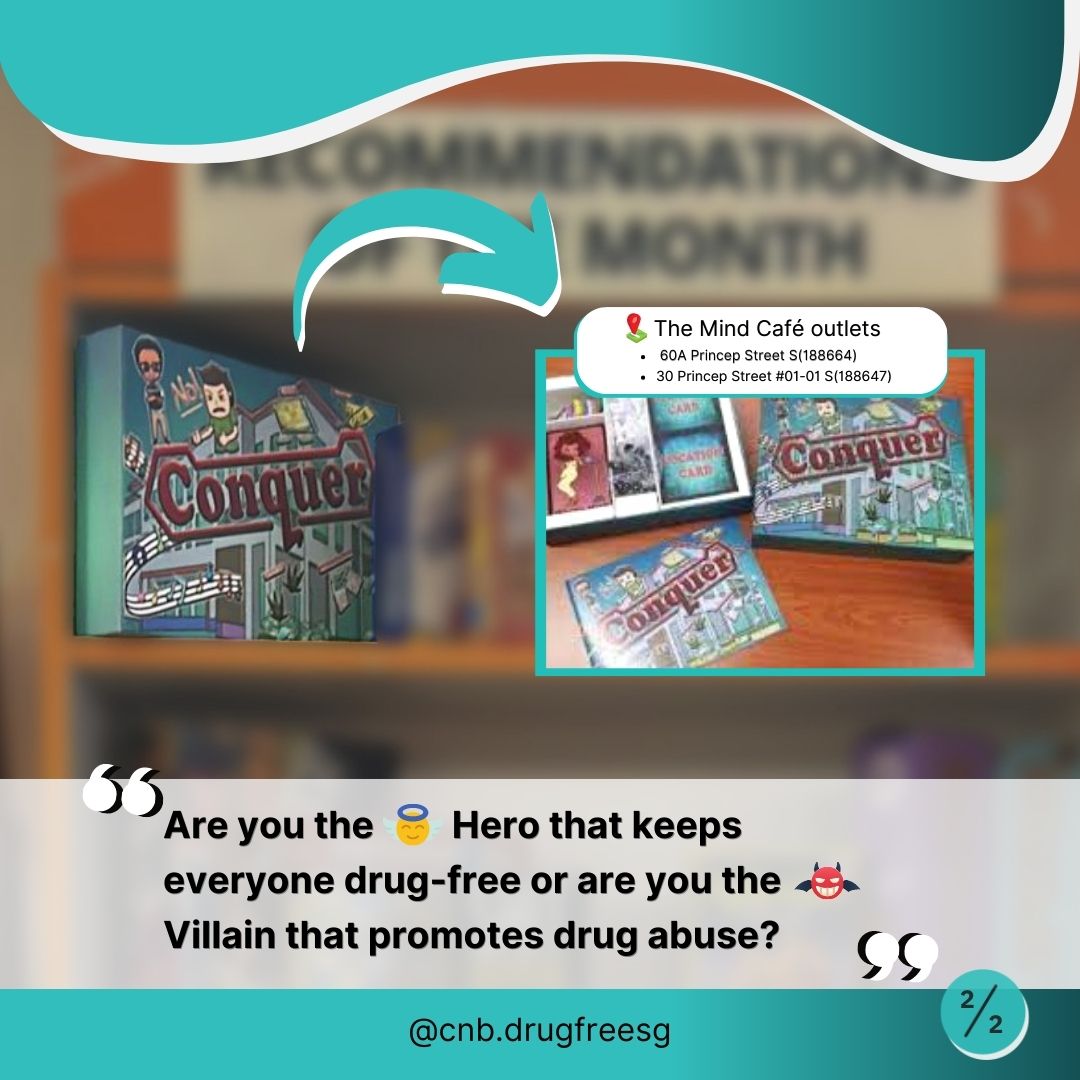 RECOMMENDATIONS
OF THE MONTH
The Mind Café outlets
60A Princep Street S(188664)
30 Princep Street #01-01 S(188647)
No!
Conquer
CARD
LOCATION
CARD
Conquer
Conquer
Are you the Hero that keeps
everyone drug-free or are you the
Villain that promotes drug abuse?
@cnb.drugfreesg
2/2